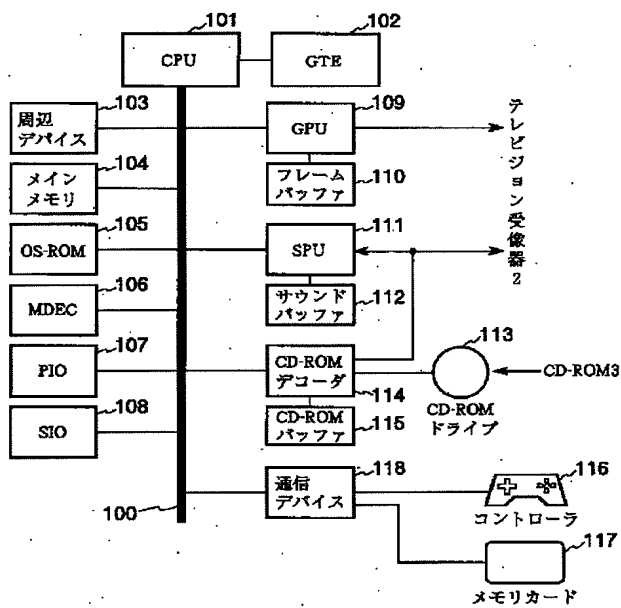 101
CPU
102
GTE
103
周辺
デバイス
109
GPU
テレビジョン受像器2
104
メイン
メモリ
フレーム
バッファ
110
105
OS-ROM
111
SPU
106
MDEC
サウンド
バッファ
112
107
PIO
CD-ROM
デコーダ
114
113
CD-ROM
ドライブ
CD-ROM3
108
SIO
CD-ROM
バッファ
115
118
通信
デバイス
100
116
コントローラ
117
メモリカード